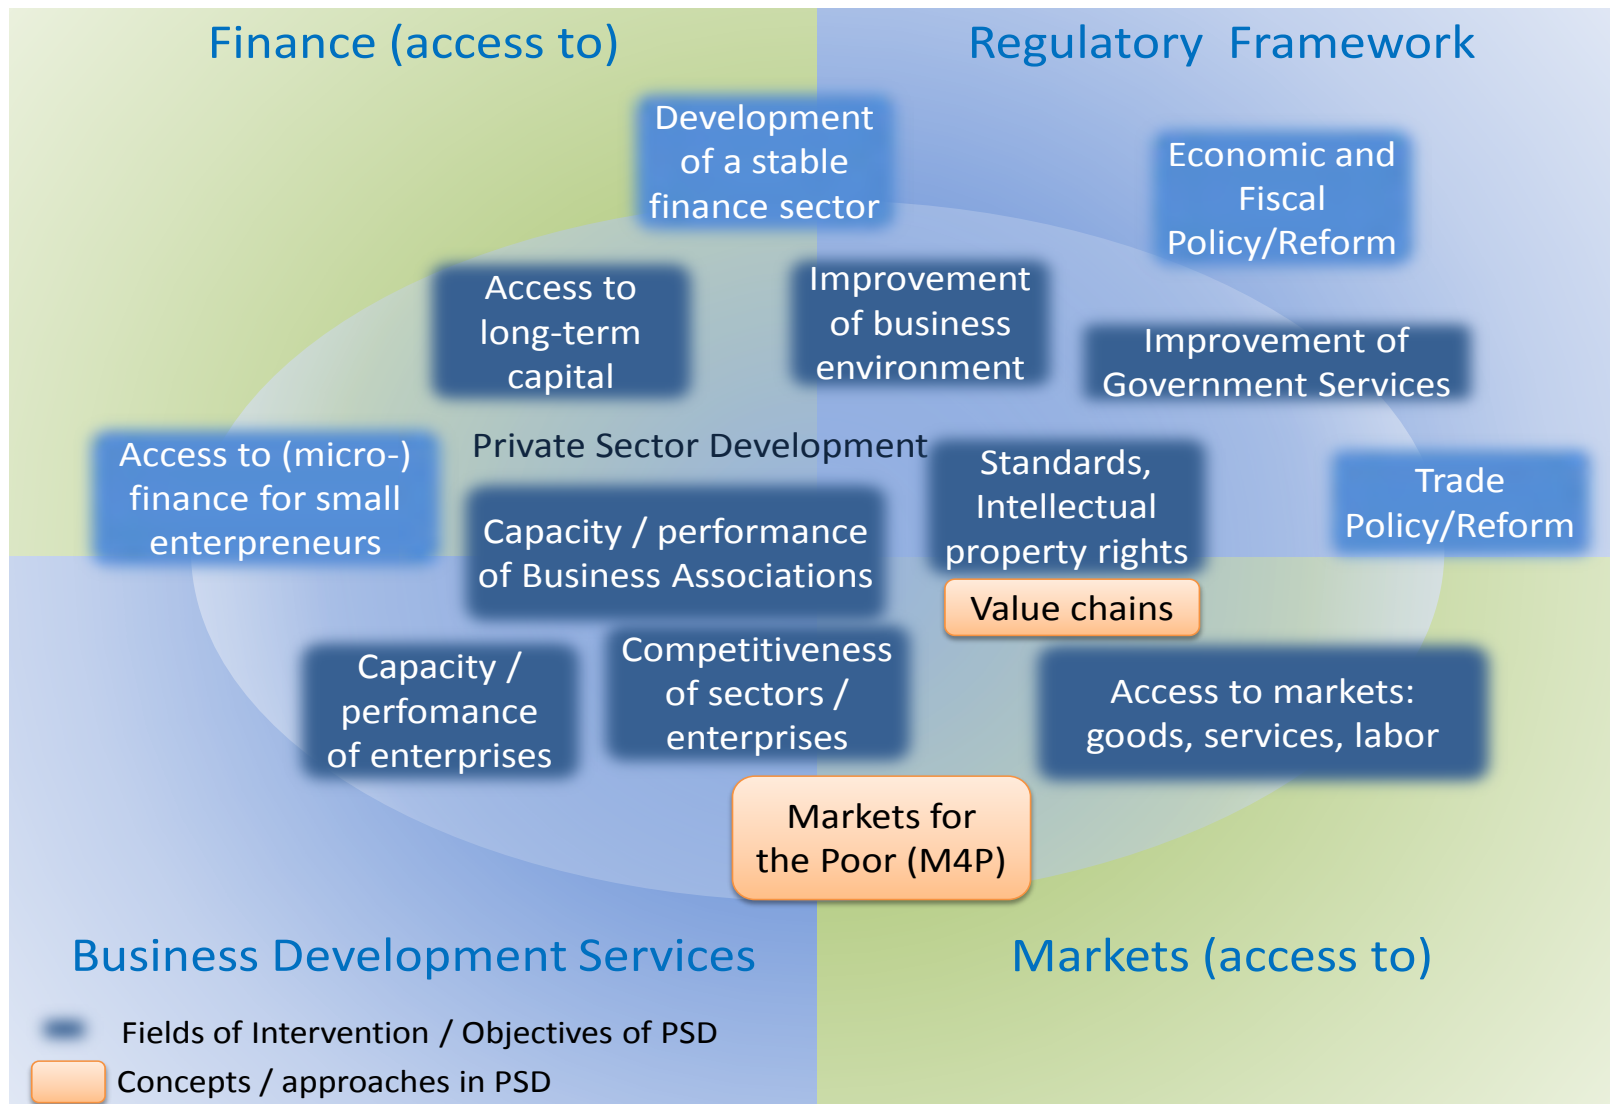 Finance (access to)
Regulatory Framework
Development
of a stable
finance sector
Economic and
Fiscal
Policy/Reform
Access to
long-term
capital
Improvement
of business
environment
Improvement of
Government Services
Access to (micro-)
finance for small
enterpreneurs
Private Sector Development
Standards,
Intellectual
property rights
Trade
Policy/Reform
Capacity / performance
of Business Associations
Value chains
Capacity /
perfomance
of enterprises
Competitiveness
of sectors /
enterprises
Access to markets:
goods, services, labor
Markets for
the Poor (M4P)
Business Development Services
Markets (access to)
Fields of Intervention / Objectives of PSD
Concepts / approaches in PSD